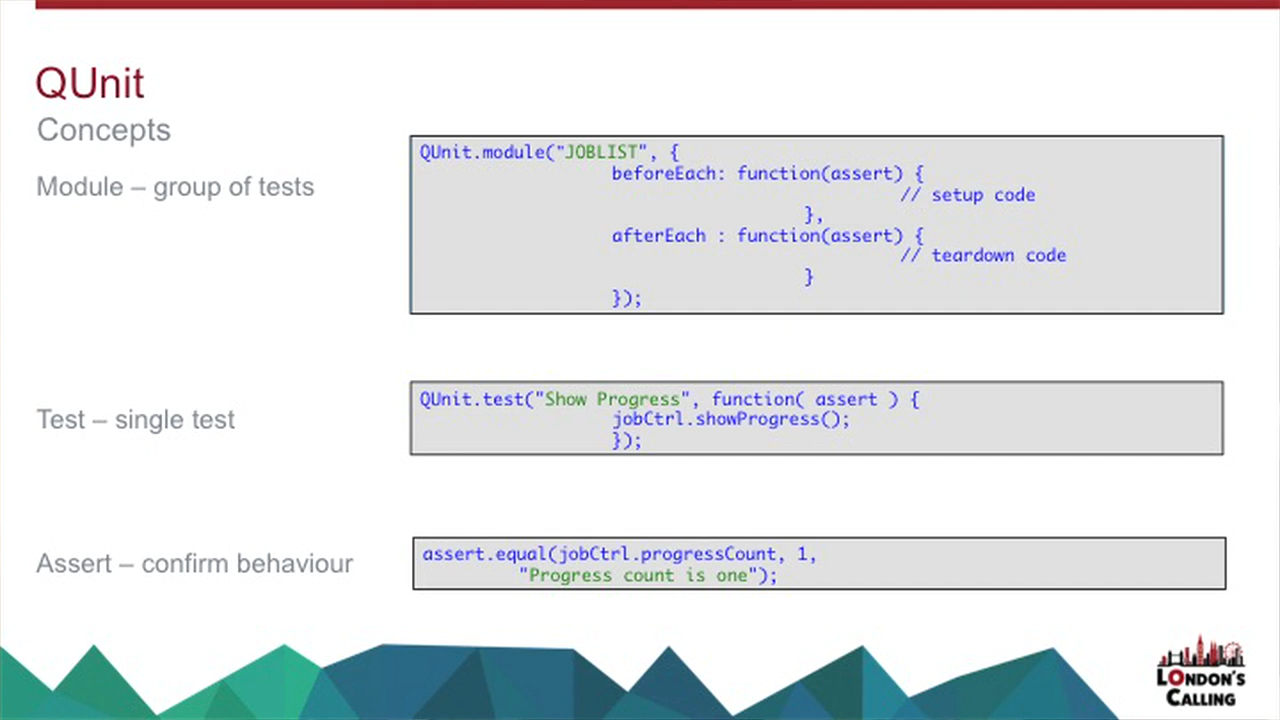 QUnit
Concepts
Module – group of tests
QUnit.module("JOBLIST", {
beforeEach: function(assert) {
// setup code
},
afterEach : function(assert) {
// teardown code
}
});
Test – single test
QUnit.test("Show Progress", function( assert ) {
jobCtrl.showProgress();
});
Assert – confirm behaviour
assert.equal(jobCtrl.progressCount, 1,
"Progress count is one");
LONDON'S
CALLING